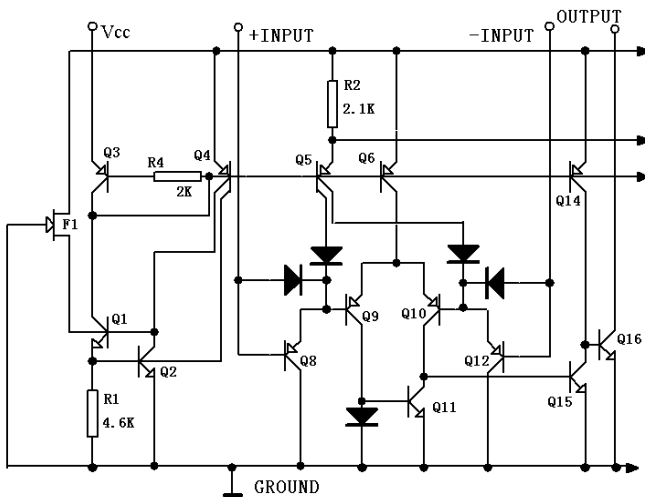 Vcc
+INPUT
-INPUT
OUTPUT
R2
2.1K
Q3
R4
2K
Q4
Q5
Q6
Q14
F1
Q1
Q2
Q8
Q9
Q10
Q12
Q16
R1
4.6K
Q11
Q15
GROUND